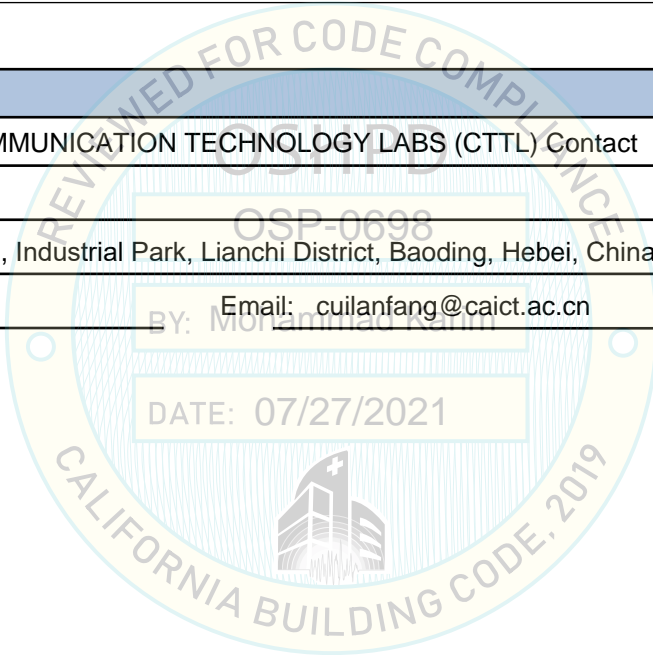 REVIEWED FOR CODE COMPLIANCE
MMUNICATION TECHNOLOGY LABS (CTTL) Contact
OSHPD
OSP-0698
, Industrial Park, Lianchi District, Baoding, Hebei, China
Email: cuilanfang@caict.ac.cn
BY: Mohammad Karim
DATE: 07/27/2021
CALIFORNIA BUILDING CODE, 2019